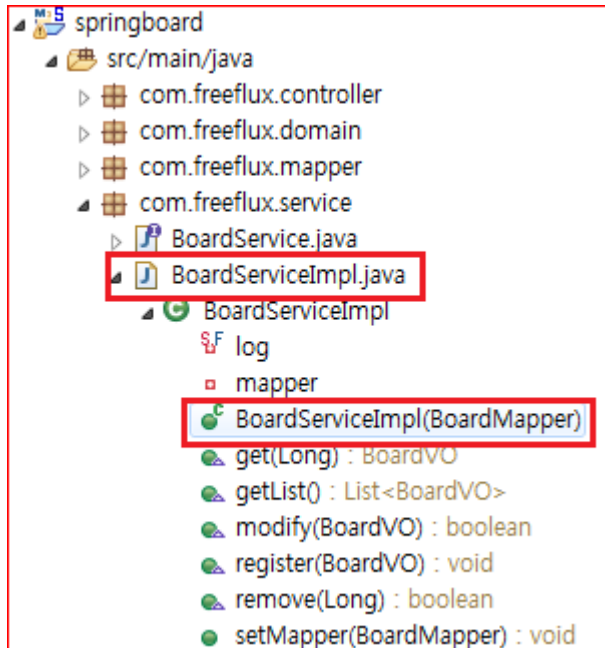 springboard
src/main/java
com.freeflux.controller
com.freeflux.domain
com.freeflux.mapper
com.freeflux.service
BoardService.java
BoardServiceImpl.java
BoardServiceImpl
log
mapper
BoardServiceImpl(BoardMapper)
get(Long) : BoardVO
getList() : List<BoardVO>
modify(BoardVO) : boolean
register(BoardVO) : void
remove(Long) : boolean
setMapper(BoardMapper) : void